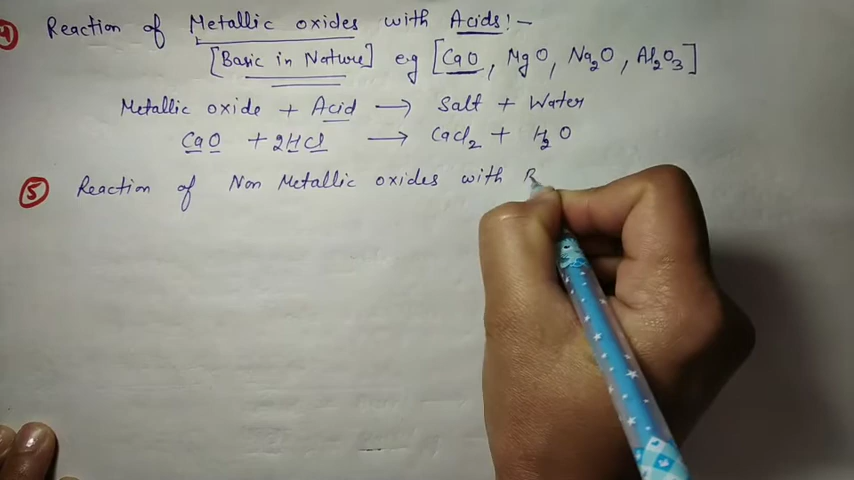 4 Reaction of Metallic oxides with Acids!-
[Basic in Nature] eg [CaO, MgO, Na2O, Al2O3]
Metallic oxide + Acid → Salt + Water
CaO + 2HCl → CaCl2 + H2O
5 Reaction of Non Metallic oxides with B